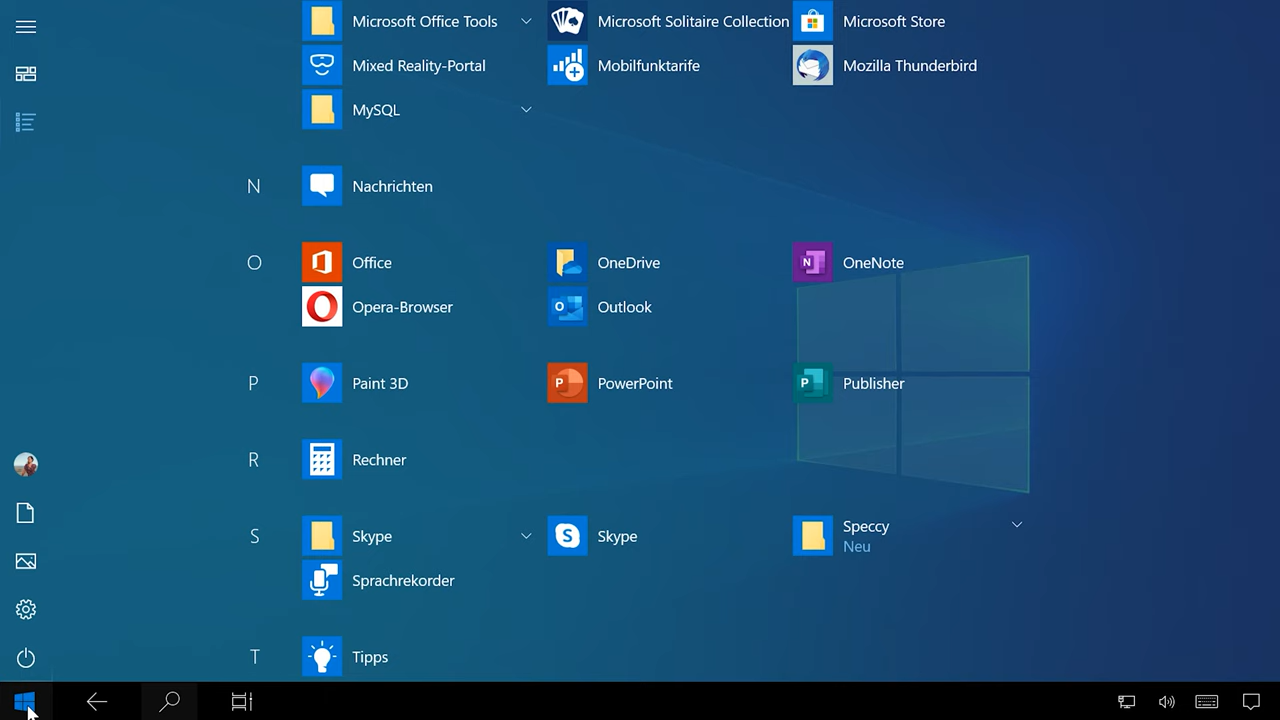 Microsoft Office Tools
Microsoft Solitaire Collection
Microsoft Store
Mixed Reality-Portal
Mobilfunktarife
Mozilla Thunderbird
MySQL
N
Nachrichten
O
Office
OneDrive
OneNote
Opera-Browser
Outlook
P
Paint 3D
PowerPoint
Publisher
R
Rechner
S
Skype
Skype
Speccy
Neu
Sprachrekorder
T
Tipps